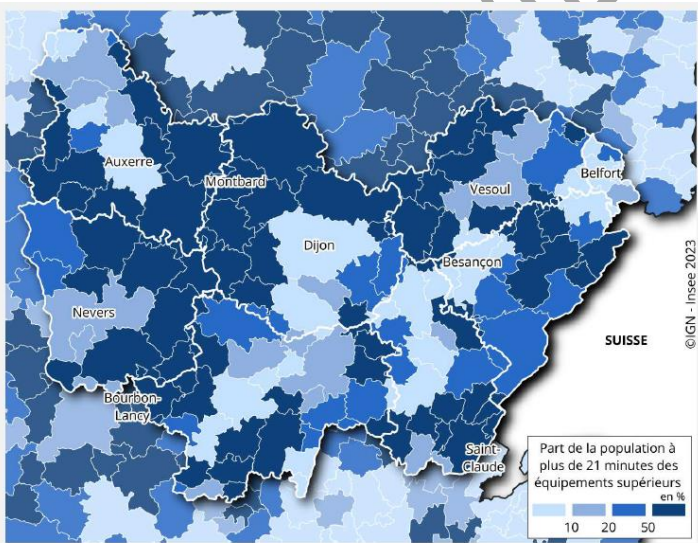 Auxerre
Montbard
Belfort
Vesoul
Dijon
Besançon
Nevers
SUISSE
©IGN - Insee 2023
Bourbon-
Lancy
Saint-
Claude
Part de la population à
plus de 21 minutes des
équipements supérieurs
en %
10 20 50